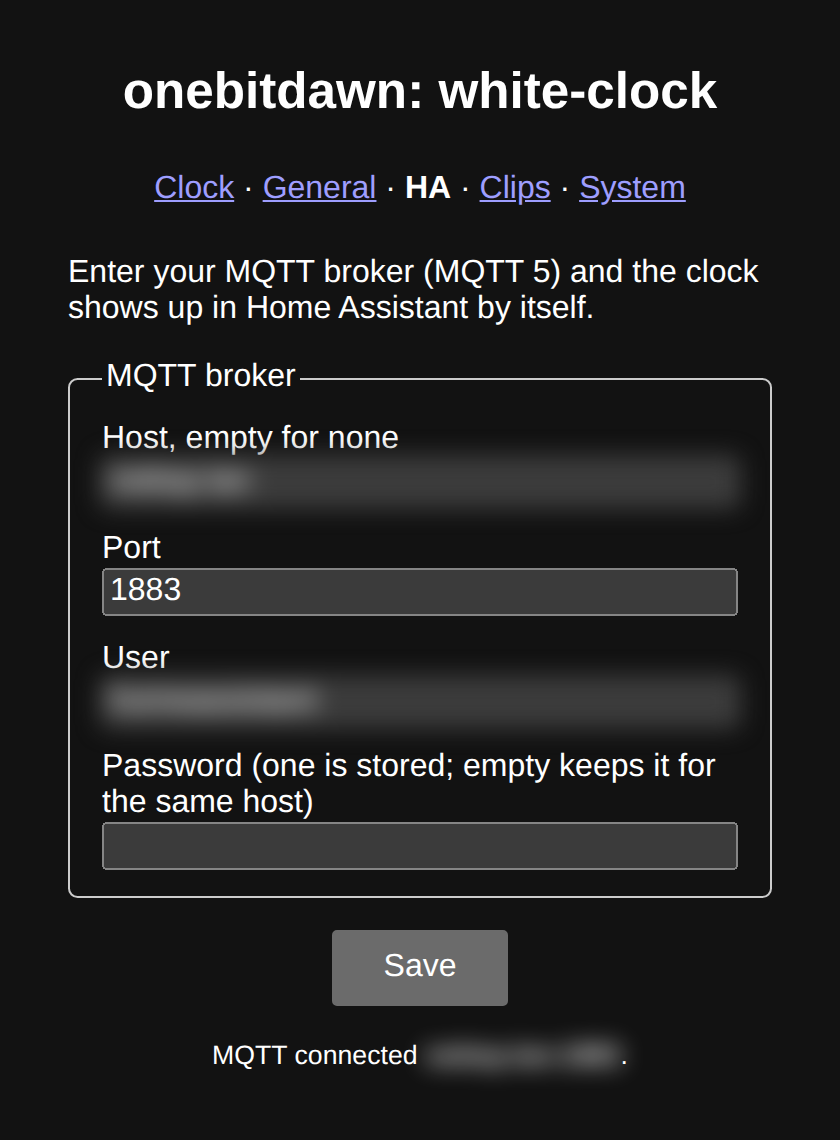 onebitdawn: white-clock
Clock · General · HA · Clips · System
Enter your MQTT broker (MQTT 5) and the clock
shows up in Home Assistant by itself.
MQTT broker
Host, empty for none
Port
1883
User
Password (one is stored; empty keeps it for
the same host)
Save
MQTT connected .